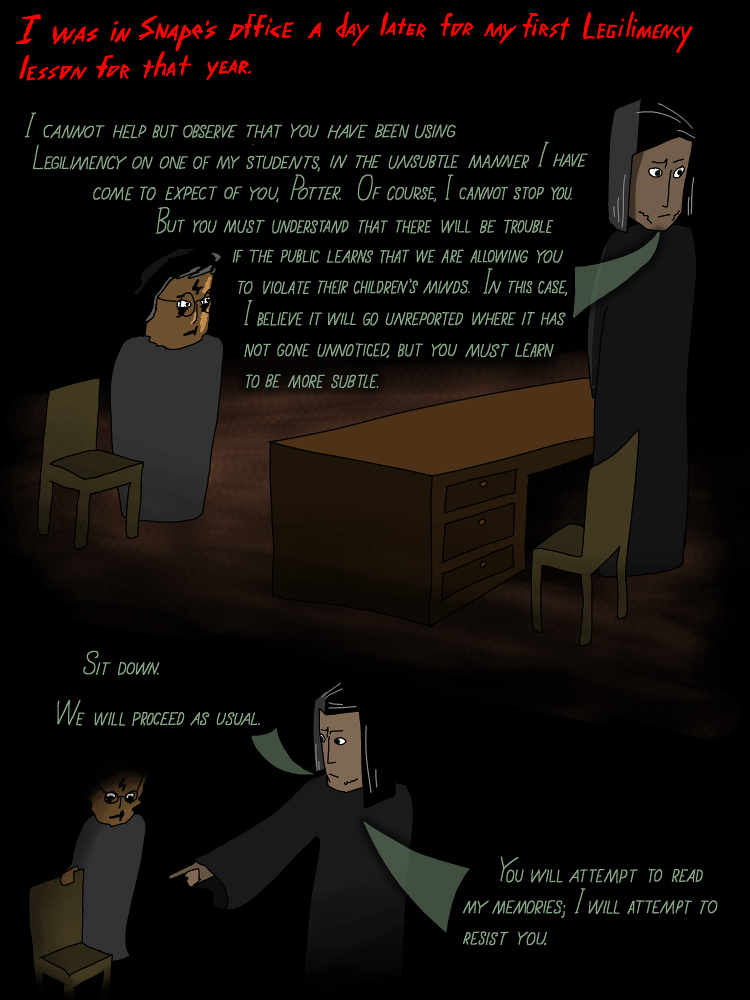 I was in Snape's office a day later for my first Legilimency
lesson for that year.
I cannot help but observe that you have been using
Legilimency on one of my students, in the unsubtle manner I have
come to expect of you, Potter. Of course, I cannot stop you.
But you must understand that there will be trouble
if the public learns that we are allowing you
to violate their children's minds. In this case,
I believe it will go unreported where it has
not gone unnoticed, but you must learn
to be more subtle.
Sit down.
We will proceed as usual.
You will attempt to read
my memories; I will attempt to
resist you.